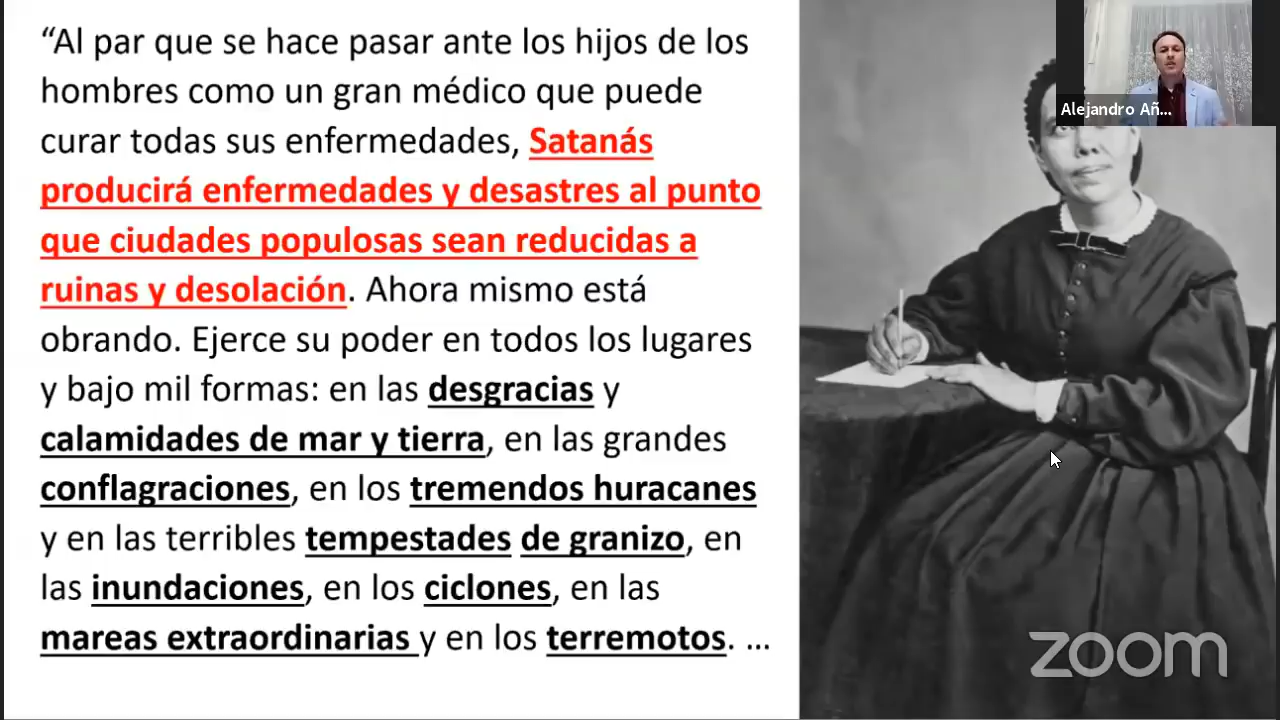 “Al par que se hace pasar ante los hijos de los
hombres como un gran médico que puede
curar todas sus enfermedades, Satanás
producirá enfermedades y desastres al punto
que ciudades populosas sean reducidas a
ruinas y desolación. Ahora mismo está
obrando. Ejerce su poder en todos los lugares
y bajo mil formas: en las desgracias y
calamidades de mar y tierra, en las grandes
conflagraciones, en los tremendos huracanes
y en las terribles tempestades de granizo, en
las inundaciones, en los ciclones, en las
mareas extraordinarias y en los terremotos. ...
Alejandro Añ...
zoom